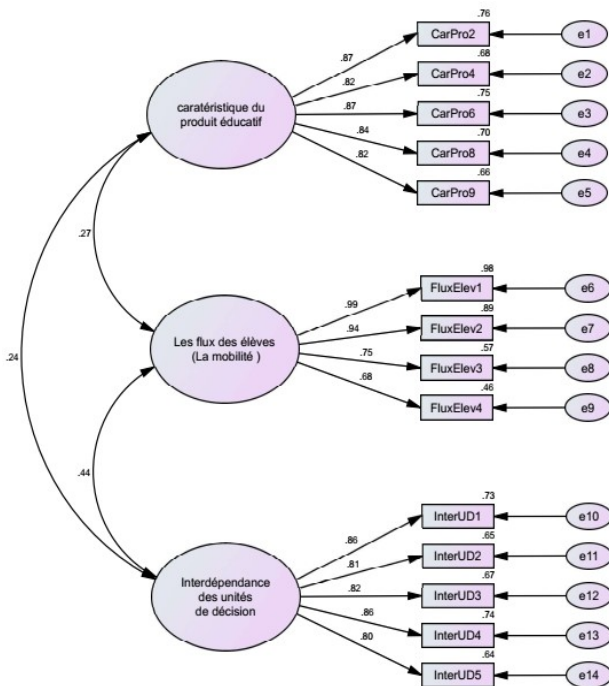 .76
CarPro2
e1
.87
.68
CarPro4
e2
.82
.75
CarPro6
e3
.87
caratéristique du
produit éducatif
.70
CarPro8
e4
.84
.66
CarPro9
e5
.82
.27
.98
FluxElev1
e6
.99
.89
FluxElev2
e7
.94
Les flux des élèves
(La mobilité )
.57
FluxElev3
e8
.75
.46
FluxElev4
e9
.68
.24
.44
.73
InterUD1
e10
.86
.65
InterUD2
e11
.81
.67
InterUD3
e12
.82
Interdépendance
des unités
de décision
.74
InterUD4
e13
.86
.64
InterUD5
e14
.80